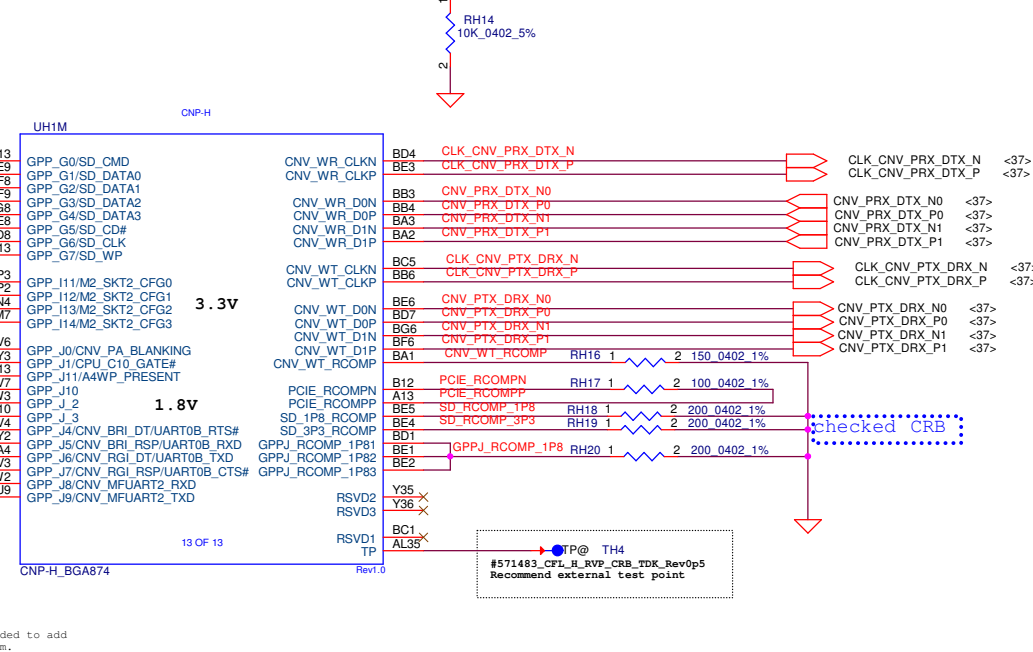 1
RH14
10K_0402_5%
2
CNP-H
UH1M
GPP_G0/SD_CMD
GPP_G1/SD_DATA0
GPP_G2/SD_DATA1
GPP_G3/SD_DATA2
GPP_G4/SD_DATA3
GPP_G5/SD_CD#
GPP_G6/SD_CLK
GPP_G7/SD_WP
GPP_I11/M2_SKT2_CFG0
GPP_I12/M2_SKT2_CFG1
GPP_I13/M2_SKT2_CFG2
GPP_I14/M2_SKT2_CFG3
3.3V
GPP_J0/CNV_PA_BLANKING
GPP_J1/CPU_C10_GATE#
GPP_J11/A4WP_PRESENT
GPP_J10
GPP_J_2
GPP_J_3
GPP_J4/CNV_BRI_DT/UART0B_RTS#
GPP_J5/CNV_BRI_RSP/UART0B_RXD
GPP_J6/CNV_RGI_DT/UART0B_TXD
GPP_J7/CNV_RGI_RSP/UART0B_CTS#
GPP_J8/CNV_MFUART2_RXD
GPP_J9/CNV_MFUART2_TXD
1.8V
13 OF 13
CNV_WR_CLKN BD4 CLK_CNV_PRX_DTX_N CLK_CNV_PRX_DTX_N <37>
CNV_WR_CLKP BE3 CLK_CNV_PRX_DTX_P CLK_CNV_PRX_DTX_P <37>
CNV_WR_D0N BB3 CNV_PRX_DTX_N0 CNV_PRX_DTX_N0 <37>
CNV_WR_D0P BB4 CNV_PRX_DTX_P0 CNV_PRX_DTX_P0 <37>
CNV_WR_D1N BA3 CNV_PRX_DTX_N1 CNV_PRX_DTX_N1 <37>
CNV_WR_D1P BA2 CNV_PRX_DTX_P1 CNV_PRX_DTX_P1 <37>
CNV_WT_CLKN BC5 CLK_CNV_PTX_DRX_N CLK_CNV_PTX_DRX_N <37>
CNV_WT_CLKP BB6 CLK_CNV_PTX_DRX_P CLK_CNV_PTX_DRX_P <37>
CNV_WT_D0N BE6 CNV_PTX_DRX_N0 CNV_PTX_DRX_N0 <37>
CNV_WT_D0P BD7 CNV_PTX_DRX_P0 CNV_PTX_DRX_P0 <37>
CNV_WT_D1N BG6 CNV_PTX_DRX_N1 CNV_PTX_DRX_N1 <37>
CNV_WT_D1P BF6 CNV_PTX_DRX_P1 CNV_PTX_DRX_P1 <37>
CNV_WT_RCOMP BA1 CNV_WT_RCOMP RH16 1 2 150_0402_1%
PCIE_RCOMPN B12 PCIE_RCOMPN RH17 1 2 100_0402_1%
PCIE_RCOMPP A13 PCIE_RCOMPP
SD_1P8_RCOMP BE5 SD_RCOMP_1P8 RH18 1 2 200_0402_1%
SD_3P3_RCOMP BE4 SD_RCOMP_3P3 RH19 1 2 200_0402_1%
checked CRB
GPPJ_RCOMP_1P81 BD1
GPPJ_RCOMP_1P82 BE1 GPPJ_RCOMP_1P8 RH20 1 2 200_0402_1%
GPPJ_RCOMP_1P83 BE2
RSVD2 Y35
RSVD3 Y36
RSVD1 BC1
TP AL35
TP@ TH4
#571483_CFL_H_RVP_CRB_TDK_Rev0p5
Recommend external test point
CNP-H_BGA874
Rev1.0
ded to add
m.